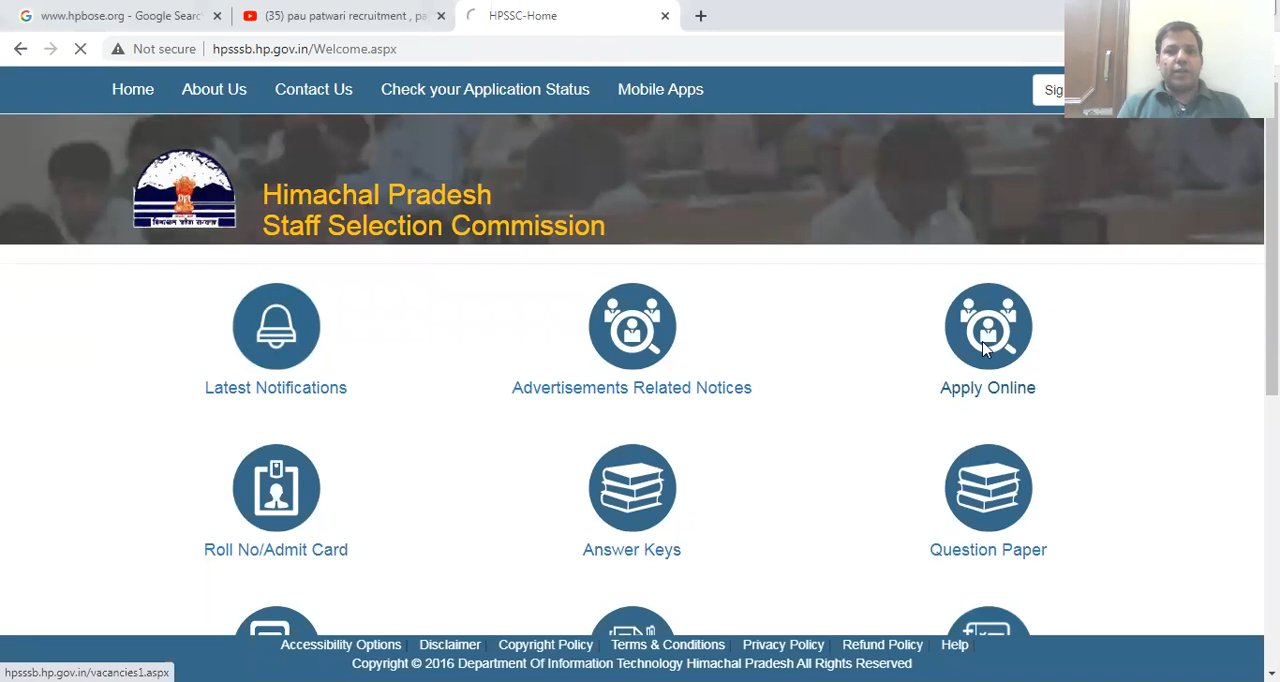 www.hpbose.org - Google Searc
(35) pau patwari recruitment , pa
HPSSC-Home
Not secure
hpsssb.hp.gov.in/Welcome.aspx
Home
About Us
Contact Us
Check your Application Status
Mobile Apps
Sig
Himachal Pradesh
Staff Selection Commission
Latest Notifications
Advertisements Related Notices
Apply Online
Roll No/Admit Card
Answer Keys
Question Paper
Accessibility Options
Disclaimer
Copyright Policy
Terms & Conditions
Privacy Policy
Refund Policy
Help
Copyright © 2016 Department Of Information Technology Himachal Pradesh All Rights Reserved
hpsssb.hp.gov.in/vacancies1.aspx